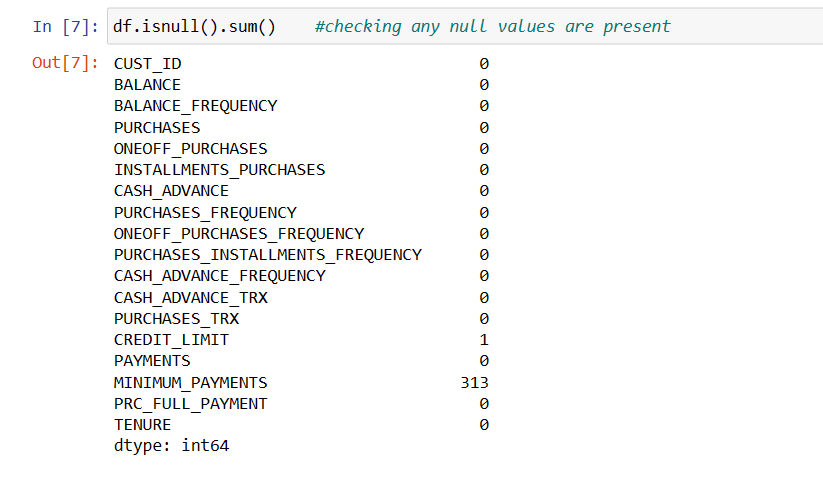 In [7]: df.isnull().sum()    #checking any null values are present
Out[7]: CUST_ID 0
BALANCE 0
BALANCE_FREQUENCY 0
PURCHASES 0
ONEOFF_PURCHASES 0
INSTALLMENTS_PURCHASES 0
CASH_ADVANCE 0
PURCHASES_FREQUENCY 0
ONEOFF_PURCHASES_FREQUENCY 0
PURCHASES_INSTALLMENTS_FREQUENCY 0
CASH_ADVANCE_FREQUENCY 0
CASH_ADVANCE_TRX 0
PURCHASES_TRX 0
CREDIT_LIMIT 1
PAYMENTS 0
MINIMUM_PAYMENTS 313
PRC_FULL_PAYMENT 0
TENURE 0
dtype: int64